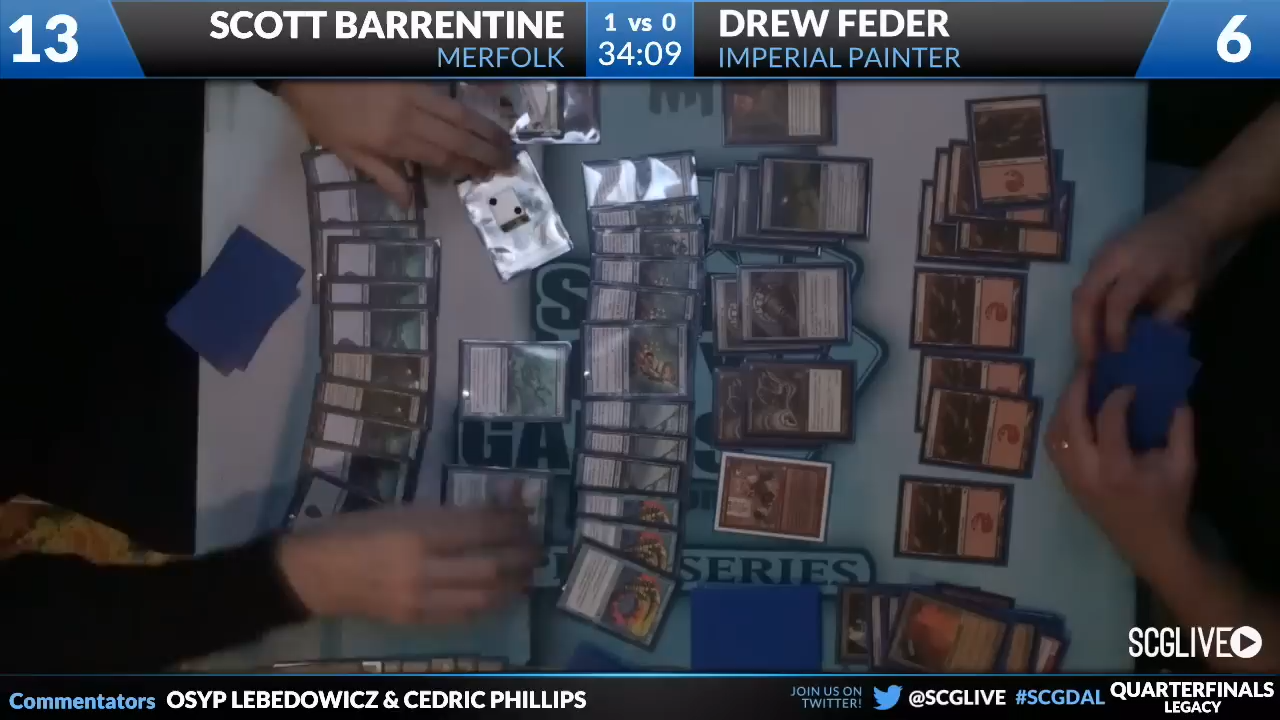 13
SCOTT BARRENTINE
MERFOLK
1 vs 0
34:09
DREW FEDER
IMPERIAL PAINTER
6
GA
SERIES
SCGLIVE
Commentators OSYP LEBEDOWICZ & CEDRIC PHILLIPS
JOIN US ON TWITTER!
@SCGLIVE #SCGDAL
QUARTERFINALS
LEGACY